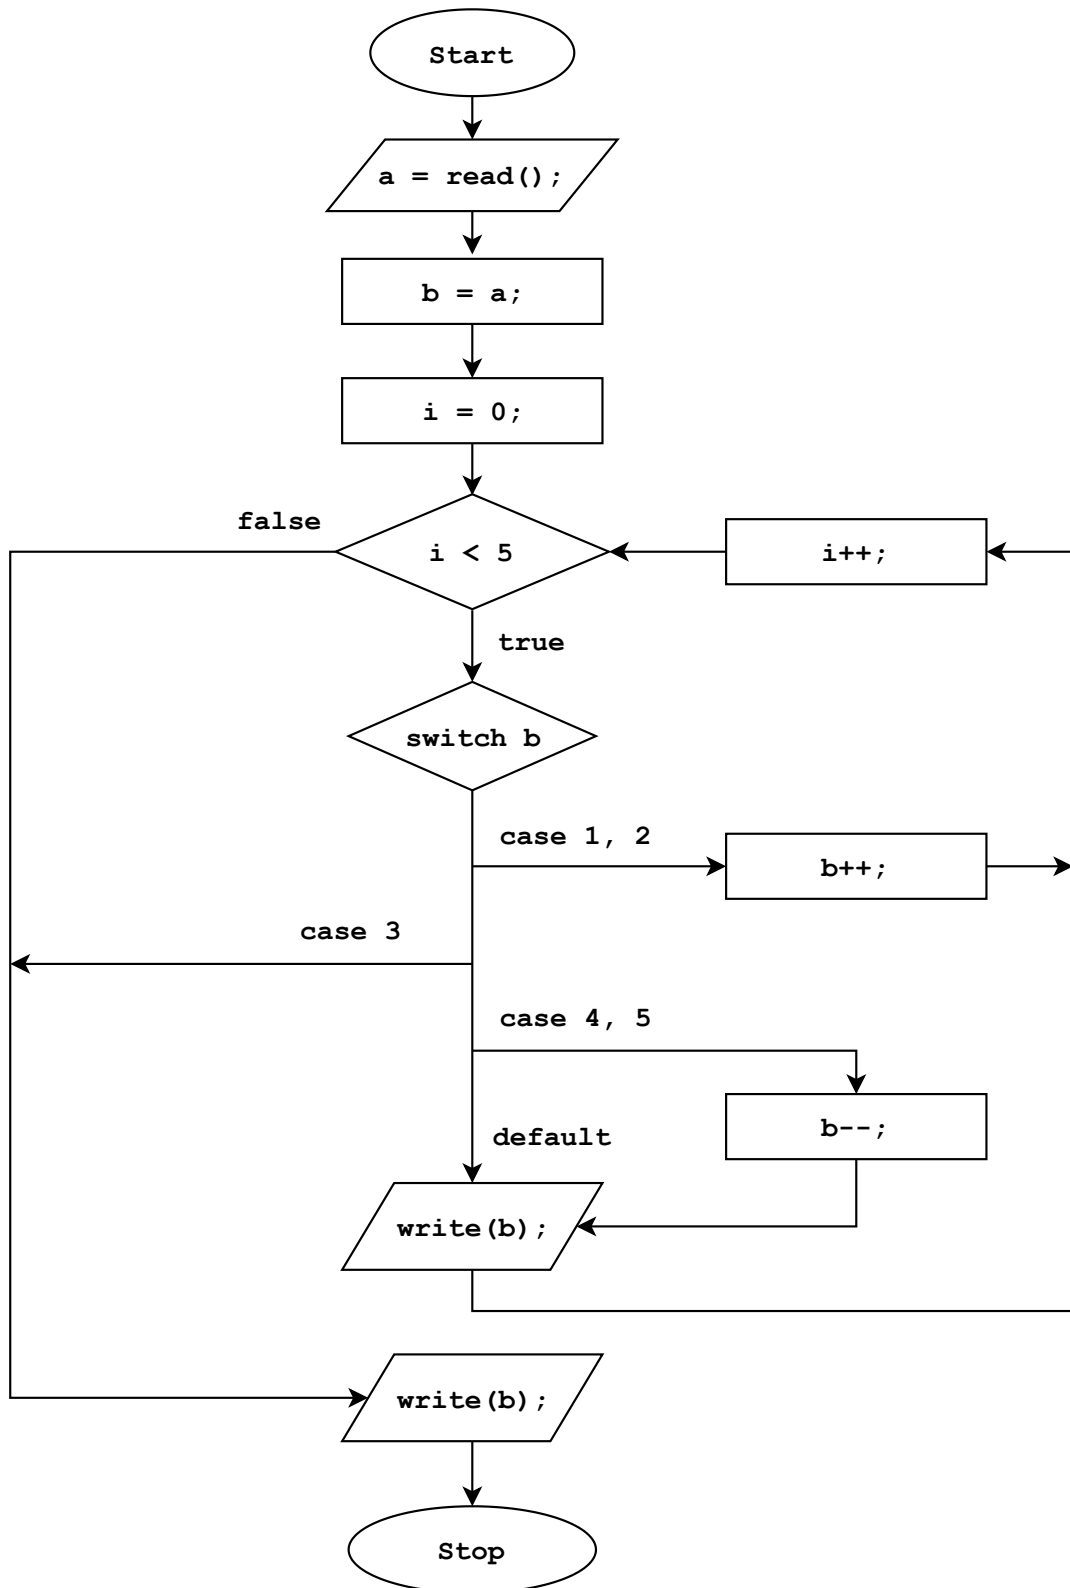 Start
a = read();
b = a;
i = 0;
false
i < 5
i++;
true
switch b
case 1, 2
b++;
case 3
case 4, 5
b--;
default
write(b);
write(b);
Stop